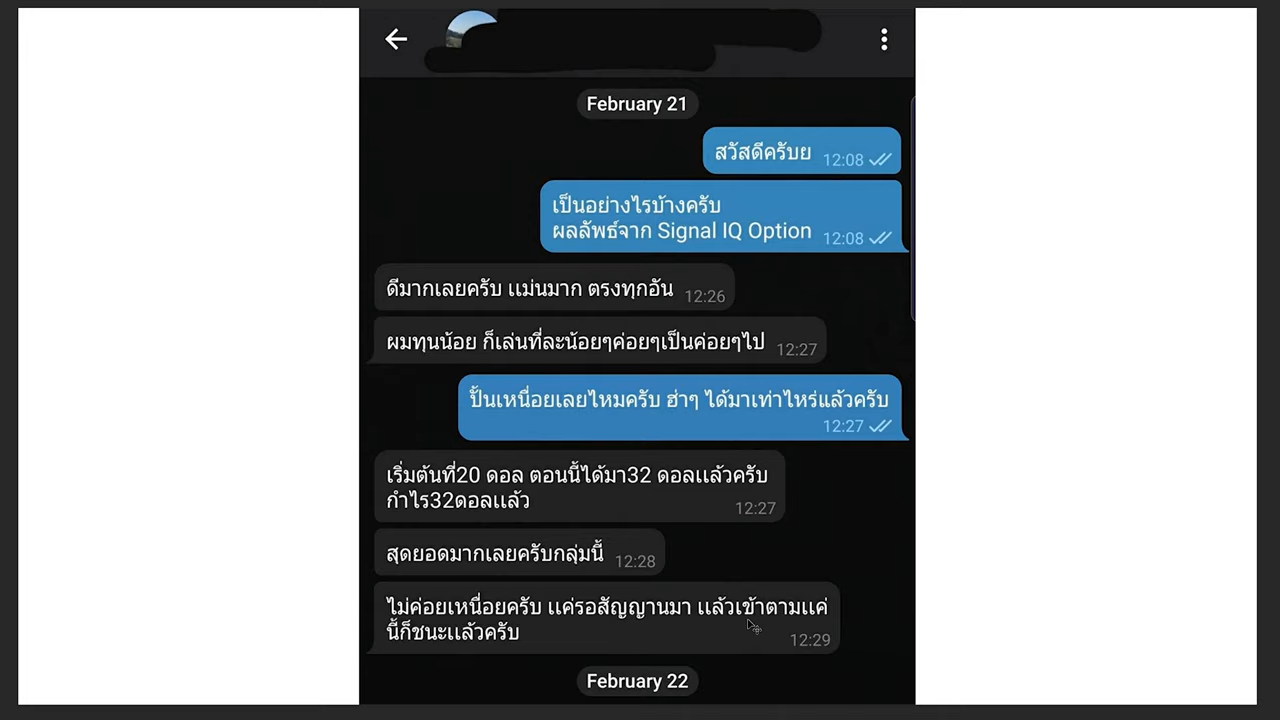 February 21
สวัสดีครับย 12:08
เป็นอย่างไรบ้างครับ
ผลลัพธ์จาก Signal IQ Option 12:08
ดีมากเลยครับ แม่นมาก ตรงทุกอัน 12:26
ผมทุนน้อย ก็เล่นที่ละน้อยๆค่อยๆเป็นค่อยๆไป 12:27
ปั้นเหนื่อยเลยไหมครับ ฮ่าๆ ได้มาเท่าไหร่แล้วครับ
12:27
เริ่มต้นที่20 ดอล ตอนนี้ได้มา32 ดอลแล้วครับ
กำไร32ดอลแล้ว 12:27
สุดยอดมากเลยครับกลุ่มนี้ 12:28
ไม่ค่อยเหนื่อยครับ แค่รอสัญญานมา แล้วเข้าตามแค่
นี้ก็ชนะแล้วครับ 12:29
February 22